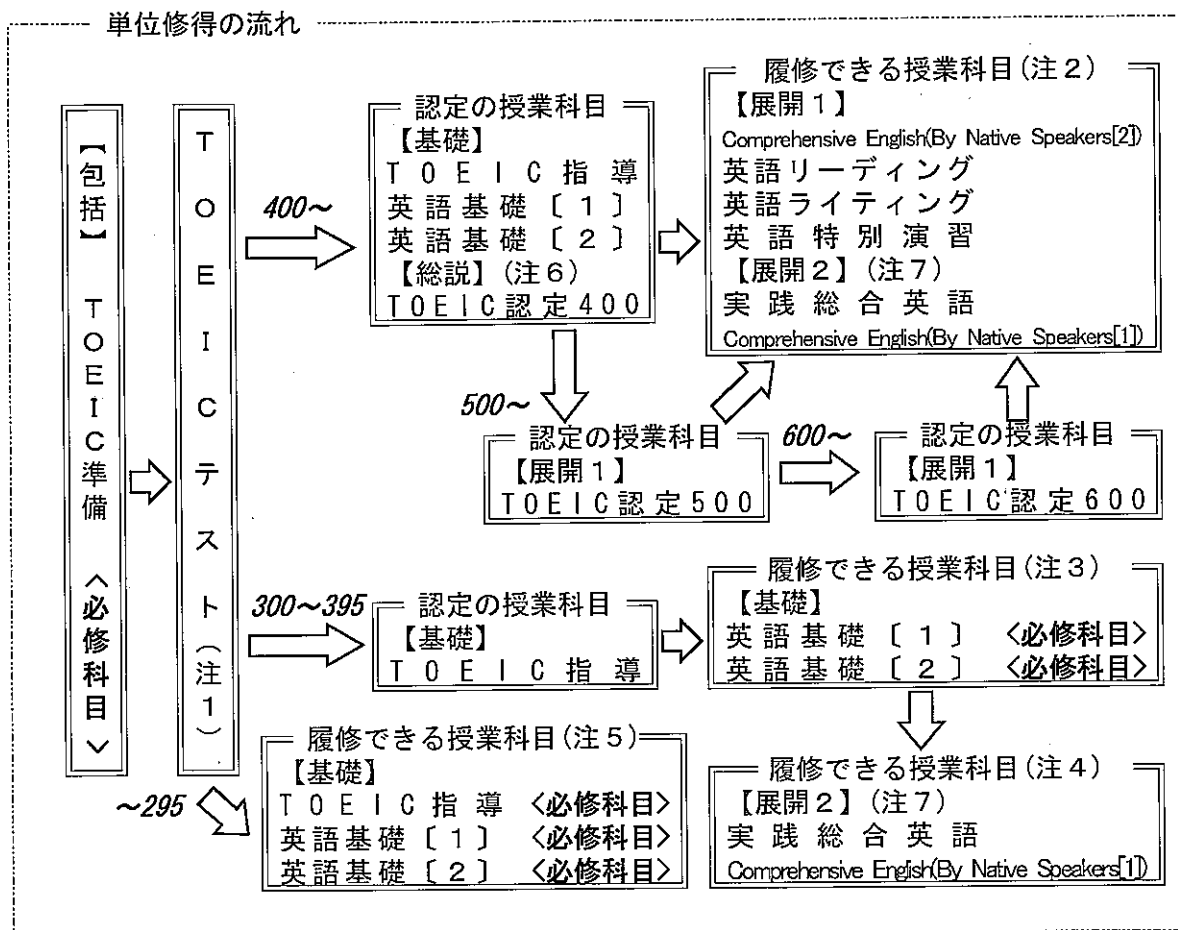 単位修得の流れ
【包括】 TOEIC準備 <必修科目>
TOEICテスト(注1)
400~
認定の授業科目
【基礎】
TOEIC指導
英語基礎〔1〕
英語基礎〔2〕
【総説】(注6)
TOEIC認定400
履修できる授業科目(注2)
【展開1】
Comprehensive English(By Native Speakers[2])
英語リーディング
英語ライティング
英語特別演習
【展開2】(注7)
実践総合英語
Comprehensive English(By Native Speakers[1])
500~
認定の授業科目
【展開1】
TOEIC認定500
600~
認定の授業科目
【展開1】
TOEIC認定600
300~395
認定の授業科目
【基礎】
TOEIC指導
履修できる授業科目(注3)
【基礎】
英語基礎〔1〕 <必修科目>
英語基礎〔2〕 <必修科目>
~295
履修できる授業科目(注5)
【基礎】
TOEIC指導 <必修科目>
英語基礎〔1〕 <必修科目>
英語基礎〔2〕 <必修科目>
履修できる授業科目(注4)
【展開2】(注7)
実践総合英語
Comprehensive English(By Native Speakers[1])